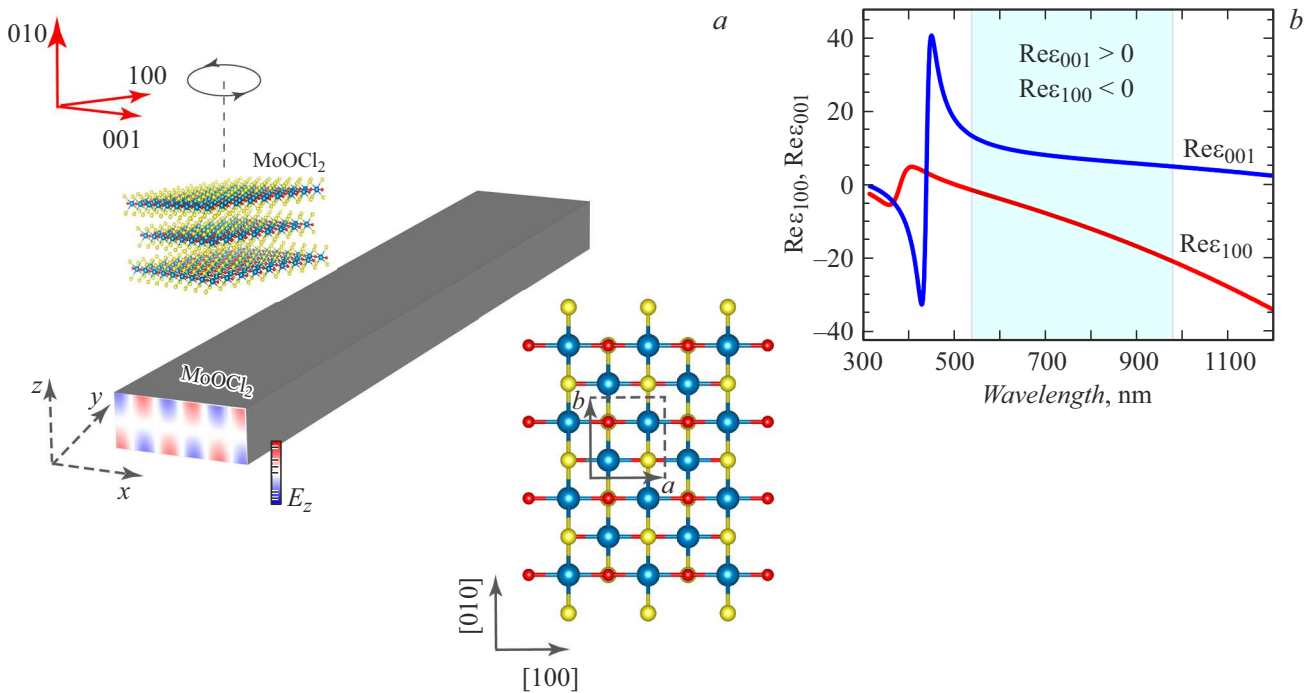 a
010
100
001
MoOCl2
MoOCl2
z
y
x
Ez
b
a
[010]
[100]
b
Reε001 > 0
Reε100 < 0
Reε001
Reε100
Reε100, Reε001
40
20
0
–20
–40
300
500
700
900
1100
Wavelength, nm